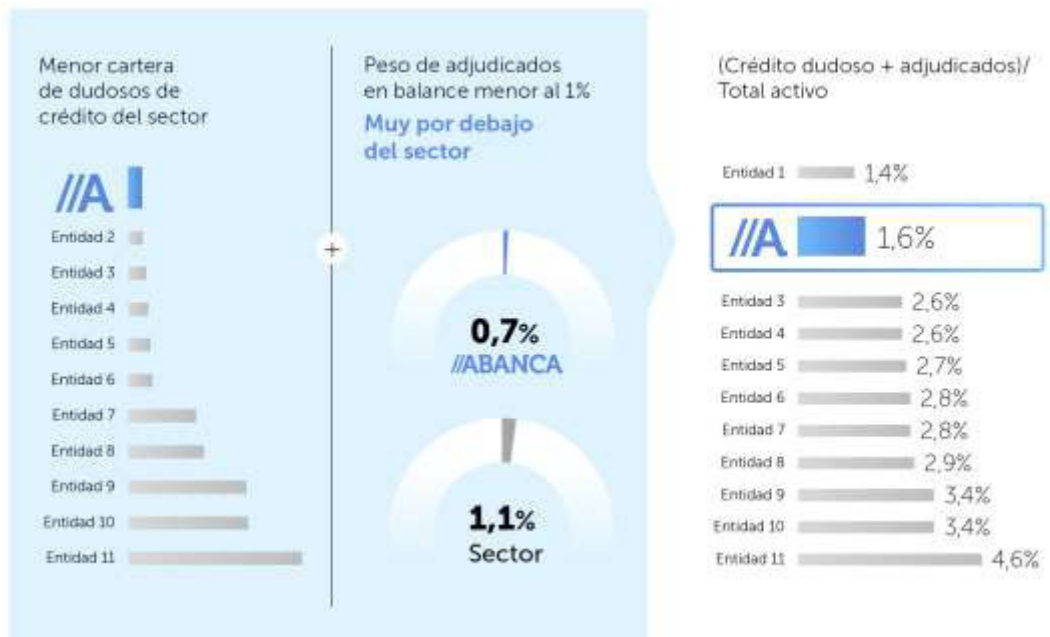 Menor cartera
de dudosos de
crédito del sector
//A
Entidad 2
Entidad 3
Entidad 4
Entidad 5
Entidad 6
Entidad 7
Entidad 8
Entidad 9
Entidad 10
Entidad 11
+
Peso de adjudicados
en balance menor al 1%
Muy por debajo
del sector
0,7%
//ABANCA
1,1%
Sector
(Crédito dudoso + adjudicados)/
Total activo
Entidad 1 1,4%
//A 1,6%
Entidad 3 2,6%
Entidad 4 2,6%
Entidad 5 2,7%
Entidad 6 2,8%
Entidad 7 2,8%
Entidad 8 2,9%
Entidad 9 3,4%
Entidad 10 3,4%
Entidad 11 4,6%